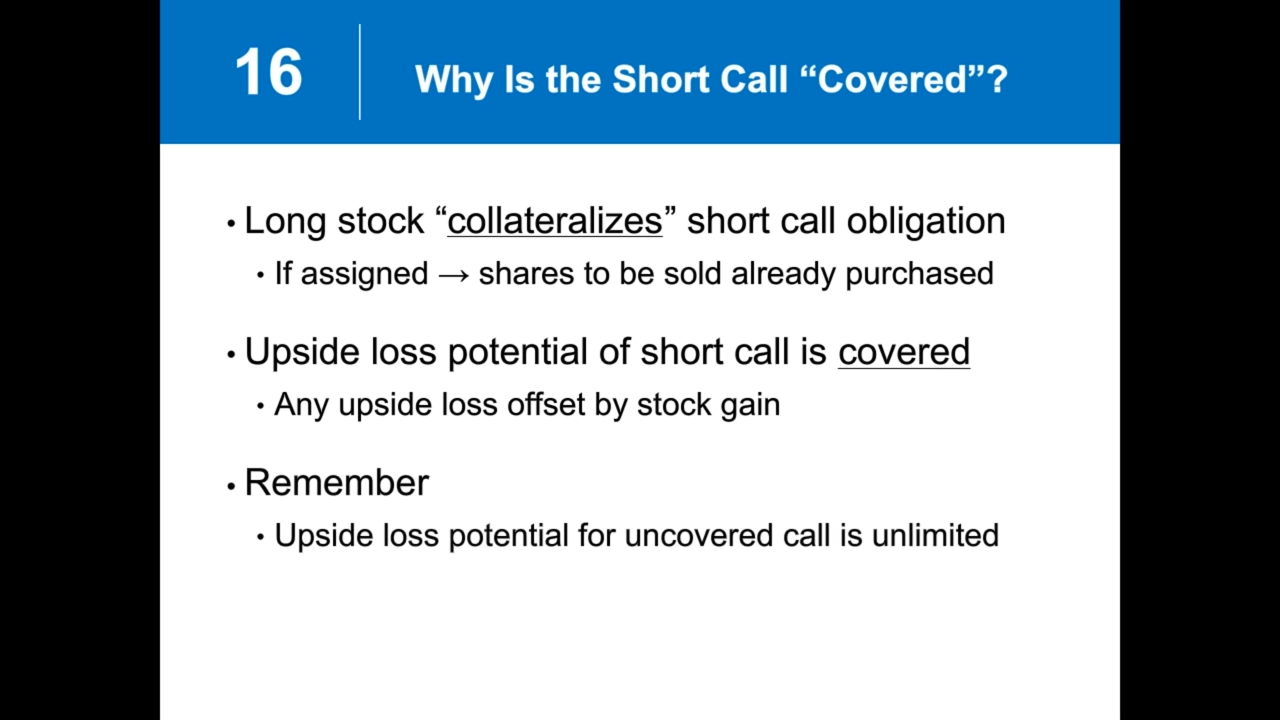 16
Why Is the Short Call “Covered”?
• Long stock “collateralizes” short call obligation
• If assigned → shares to be sold already purchased
• Upside loss potential of short call is covered
• Any upside loss offset by stock gain
• Remember
• Upside loss potential for uncovered call is unlimited